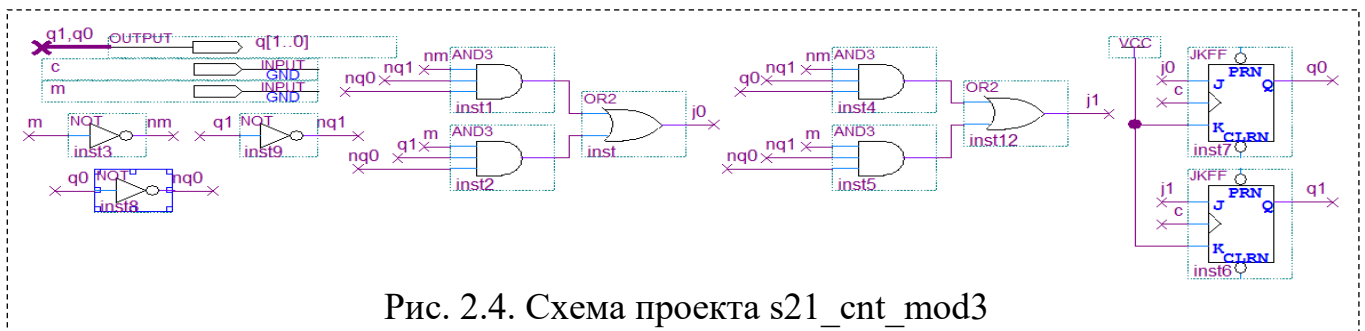 q1,q0 OUTPUT q[1..0]
c INPUT
GND
m INPUT
GND
m NOT nm
inst3
q1 NOT nq1
inst9
q0 NOT nq0
inst8
AND3
nm
nq1
nq0
inst1
AND3
m
q1
nq0
inst2
OR2
j0
inst
AND3
nm
nq1
q0
inst4
AND3
m
nq1
nq0
inst5
OR2
j1
inst12
VCC
JKFF
j0 J PRN Q q0
c
K CLRN
inst7
JKFF
j1 J PRN Q q1
c
K CLRN
inst6
Рис. 2.4. Схема проекта s21_cnt_mod3